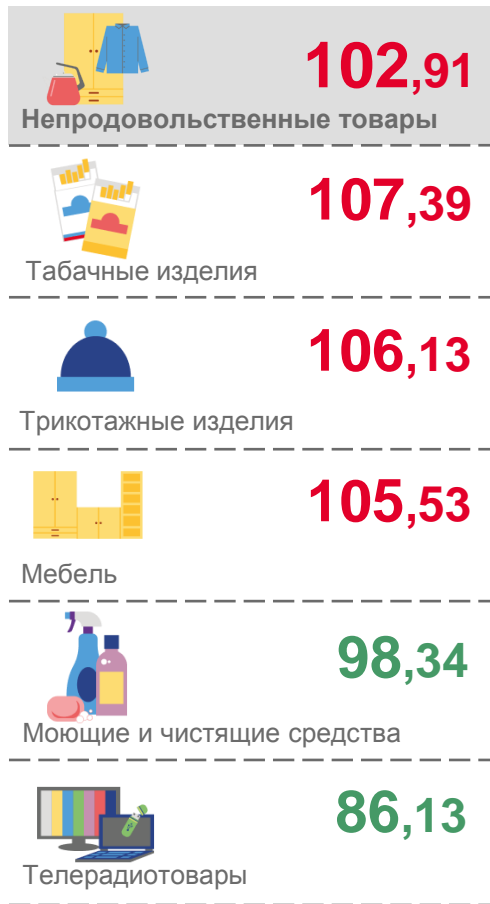 102,91
Непродовольственные товары
107,39
Табачные изделия
106,13
Трикотажные изделия
105,53
Мебель
98,34
Моющие и чистящие средства
86,13
Телерадиотовары